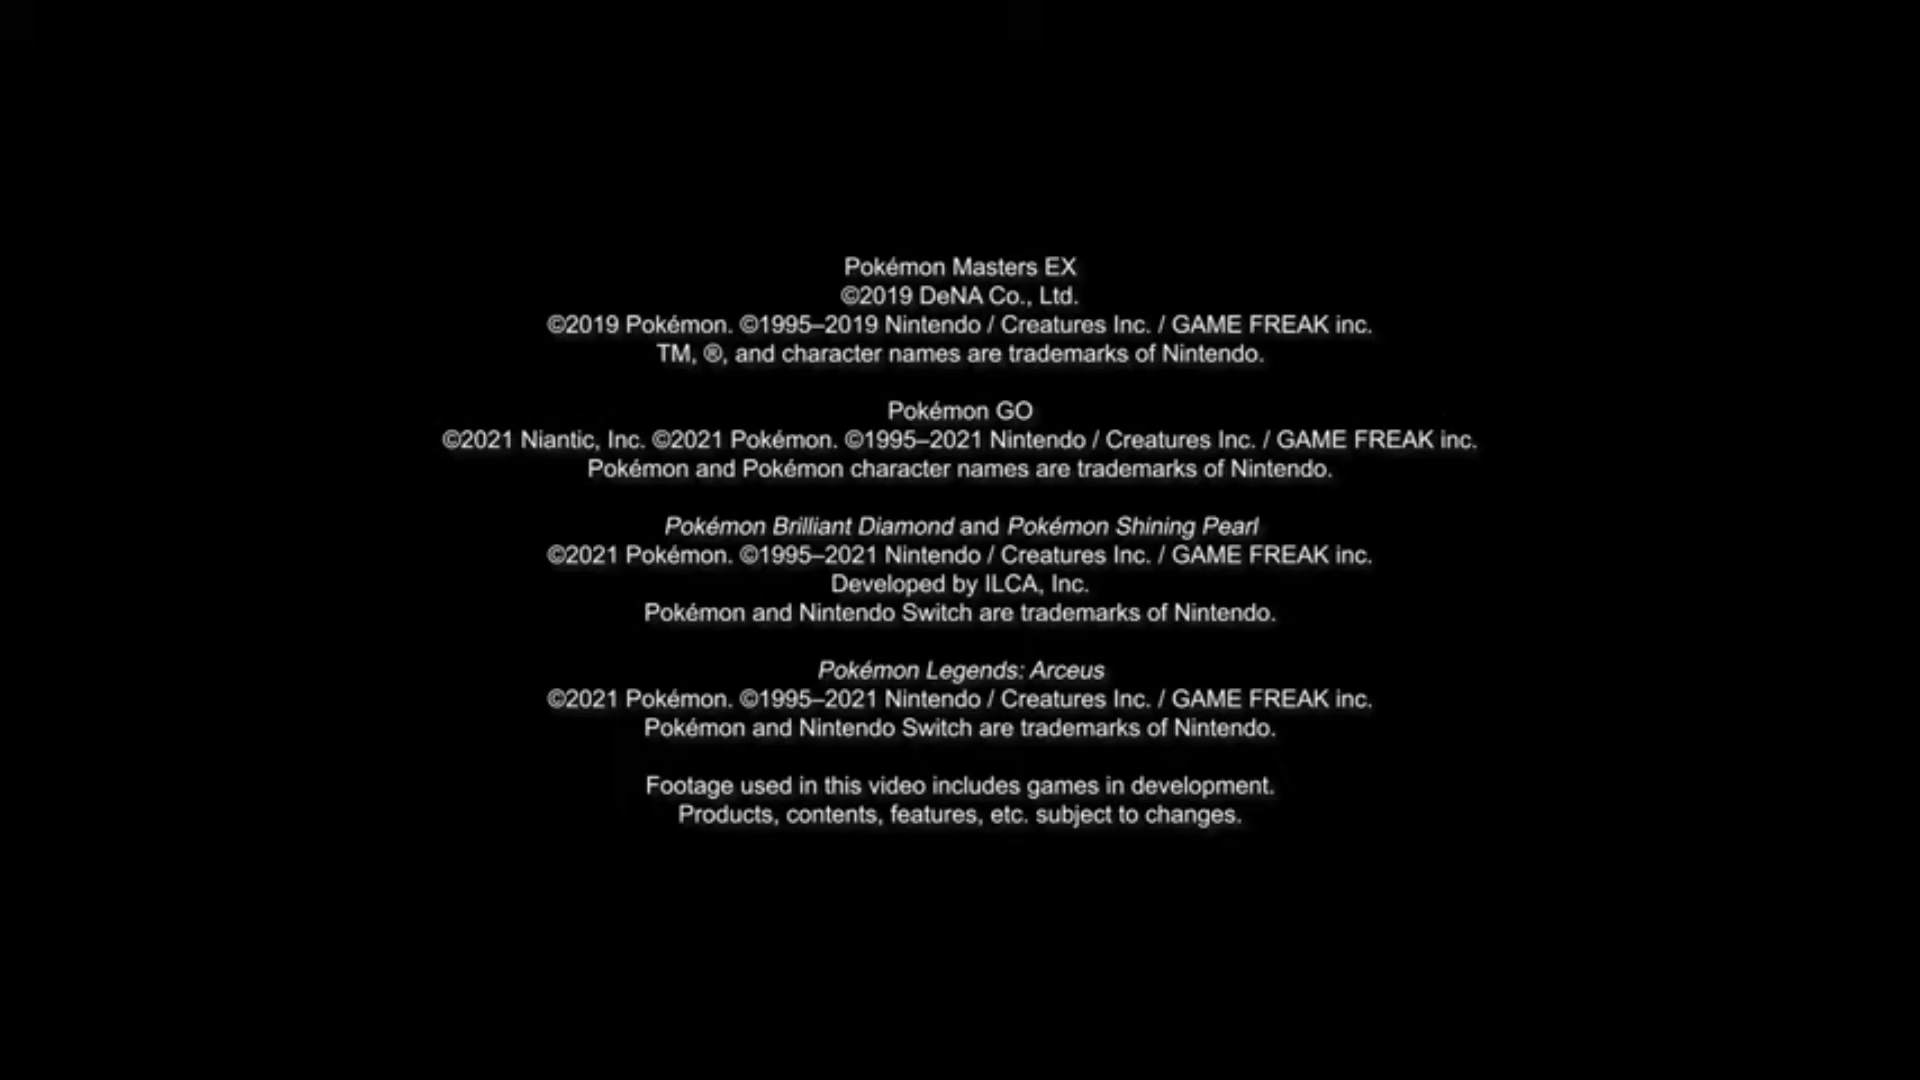 Pokémon Masters EX
©2019 DeNA Co., Ltd.
©2019 Pokémon. ©1995–2019 Nintendo / Creatures Inc. / GAME FREAK inc.
TM, ®, and character names are trademarks of Nintendo.
Pokémon GO
©2021 Niantic, Inc. ©2021 Pokémon. ©1995–2021 Nintendo / Creatures Inc. / GAME FREAK inc.
Pokémon and Pokémon character names are trademarks of Nintendo.
Pokémon Brilliant Diamond and Pokémon Shining Pearl
©2021 Pokémon. ©1995–2021 Nintendo / Creatures Inc. / GAME FREAK inc.
Developed by ILCA, Inc.
Pokémon and Nintendo Switch are trademarks of Nintendo.
Pokémon Legends: Arceus
©2021 Pokémon. ©1995–2021 Nintendo / Creatures Inc. / GAME FREAK inc.
Pokémon and Nintendo Switch are trademarks of Nintendo.
Footage used in this video includes games in development.
Products, contents, features, etc. subject to changes.